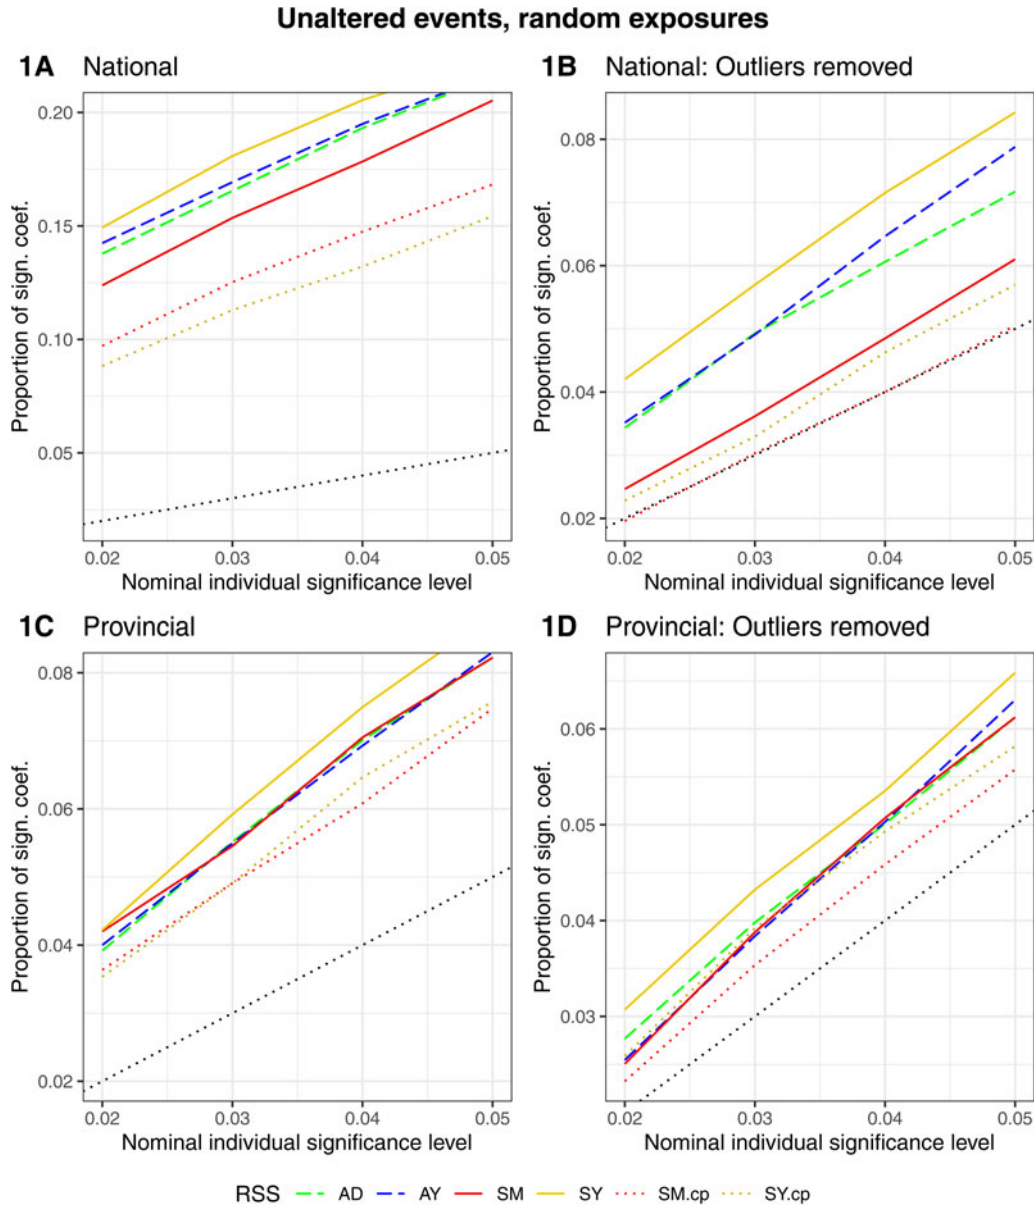 Unaltered events, random exposures
1A National
0.20
0.15
0.10
0.05
Proportion of sign. coef.
0.02 0.03 0.04 0.05
Nominal individual significance level
1B National: Outliers removed
0.08
0.06
0.04
0.02
Proportion of sign. coef.
0.02 0.03 0.04 0.05
Nominal individual significance level
1C Provincial
0.08
0.06
0.04
0.02
Proportion of sign. coef.
0.02 0.03 0.04 0.05
Nominal individual significance level
1D Provincial: Outliers removed
0.06
0.05
0.04
0.03
Proportion of sign. coef.
0.02 0.03 0.04 0.05
Nominal individual significance level
RSS AD AY SM SY SM.cp SY.cp